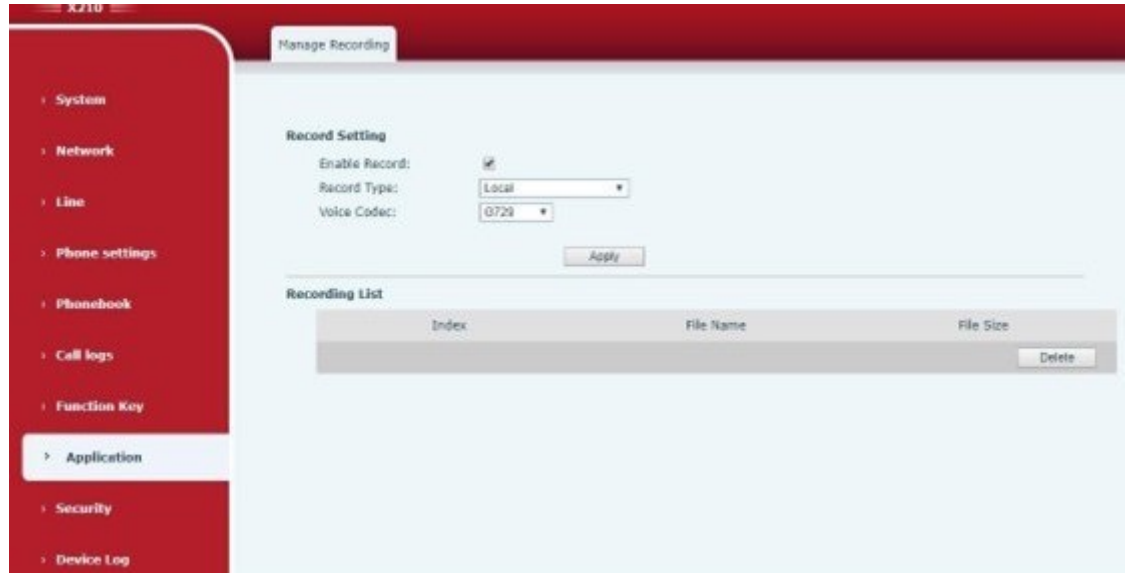 X210
Manage Recording
System
Network
Line
Phone settings
Phonebook
Call logs
Function Key
Application
Security
Device Log
Record Setting
Enable Record:
Record Type: Local
Voice Codec: G729
Apply
Recording List
Index File Name File Size
Delete